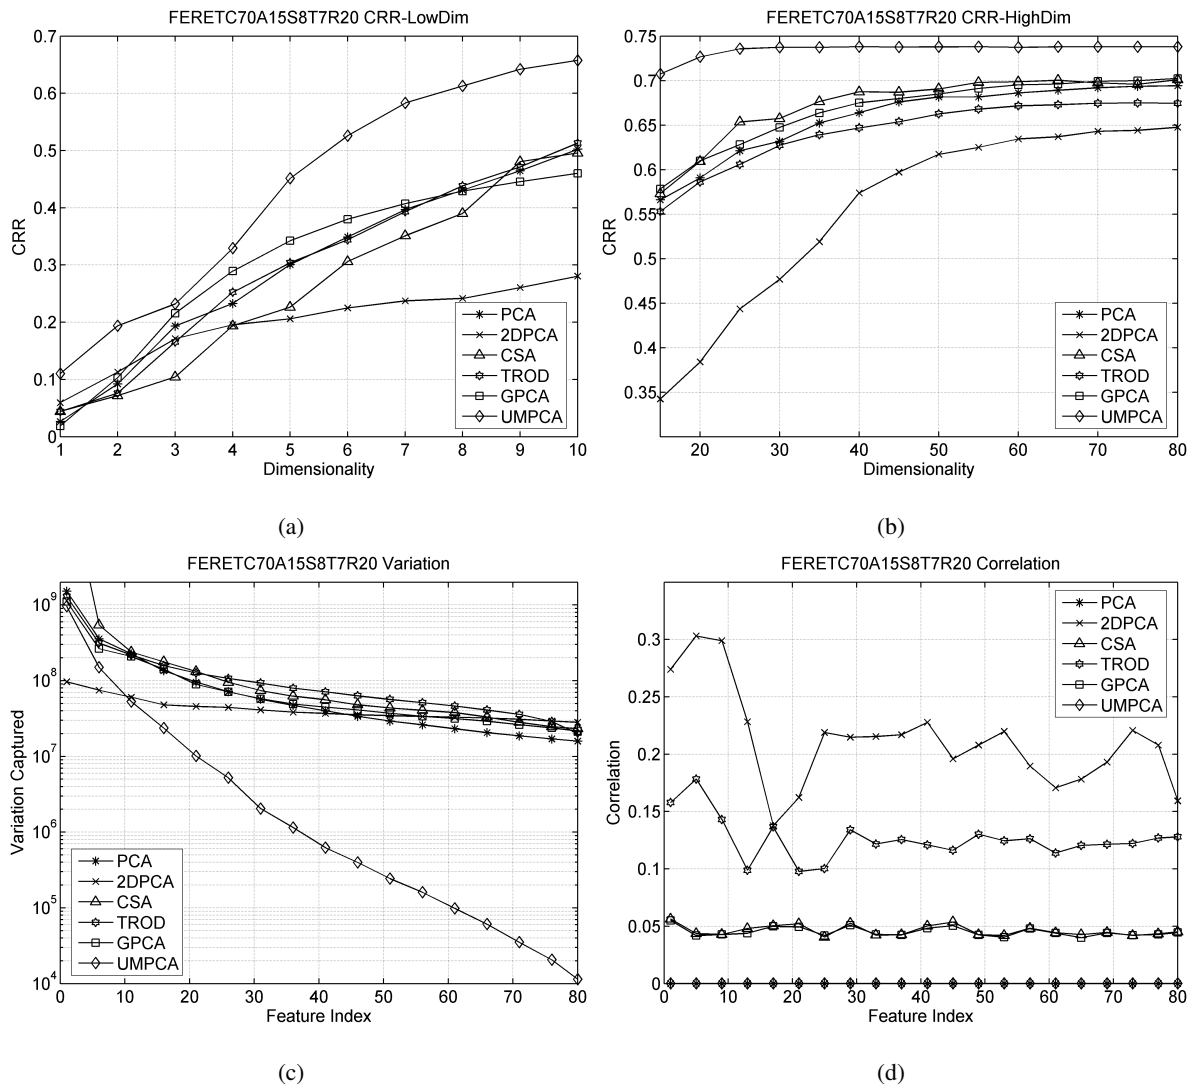 FERETC70A15S8T7R20 CRR-LowDim
0.7
0.6
0.5
0.4
0.3
0.2
0.1
0
CRR
1 2 3 4 5 6 7 8 9 10
Dimensionality
PCA
2DPCA
CSA
TROD
GPCA
UMPCA
(a)
FERETC70A15S8T7R20 CRR-HighDim
0.75
0.7
0.65
0.6
0.55
0.5
0.45
0.4
0.35
CRR
20 30 40 50 60 70 80
Dimensionality
PCA
2DPCA
CSA
TROD
GPCA
UMPCA
(b)
FERETC70A15S8T7R20 Variation
10^9
10^8
10^7
10^6
10^5
10^4
Variation Captured
0 10 20 30 40 50 60 70 80
Feature Index
PCA
2DPCA
CSA
TROD
GPCA
UMPCA
(c)
FERETC70A15S8T7R20 Correlation
0.3
0.25
0.2
0.15
0.1
0.05
0
Correlation
0 10 20 30 40 50 60 70 80
Feature Index
PCA
2DPCA
CSA
TROD
GPCA
UMPCA
(d)